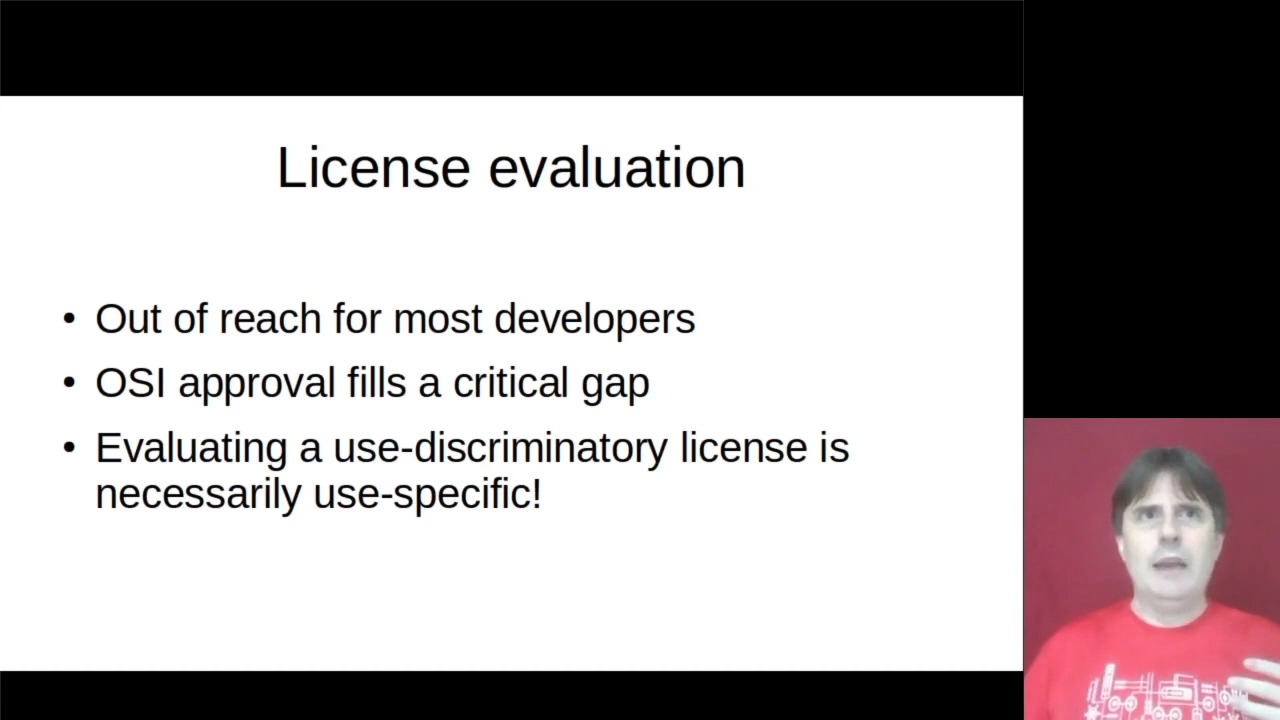 License evaluation
• Out of reach for most developers
• OSI approval fills a critical gap
• Evaluating a use-discriminatory license is
necessarily use-specific!